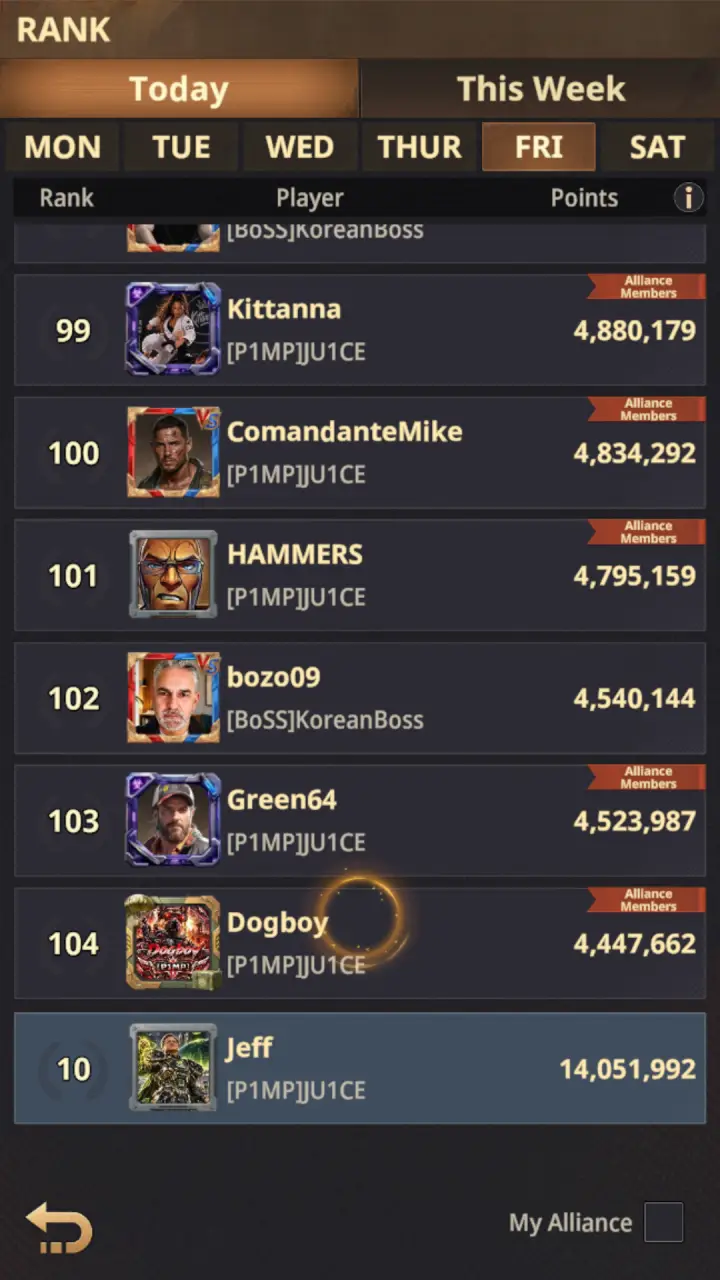 RANK
Today
This Week
MON
TUE
WED
THUR
FRI
SAT
Rank
Player
Points
[BoSS]KoreanBoss
99
Kittanna
[P1MP]JU1CE
Alliance
Members
4,880,179
100
VS
ComandanteMike
[P1MP]JU1CE
Alliance
Members
4,834,292
101
HAMMERS
[P1MP]JU1CE
Alliance
Members
4,795,159
102
VS
bozo09
[BoSS]KoreanBoss
4,540,144
103
Green64
[P1MP]JU1CE
Alliance
Members
4,523,987
104
DOGBOY
[P1MP]
Dogboy
[P1MP]JU1CE
Alliance
Members
4,447,662
10
Jeff
[P1MP]JU1CE
14,051,992
My Alliance